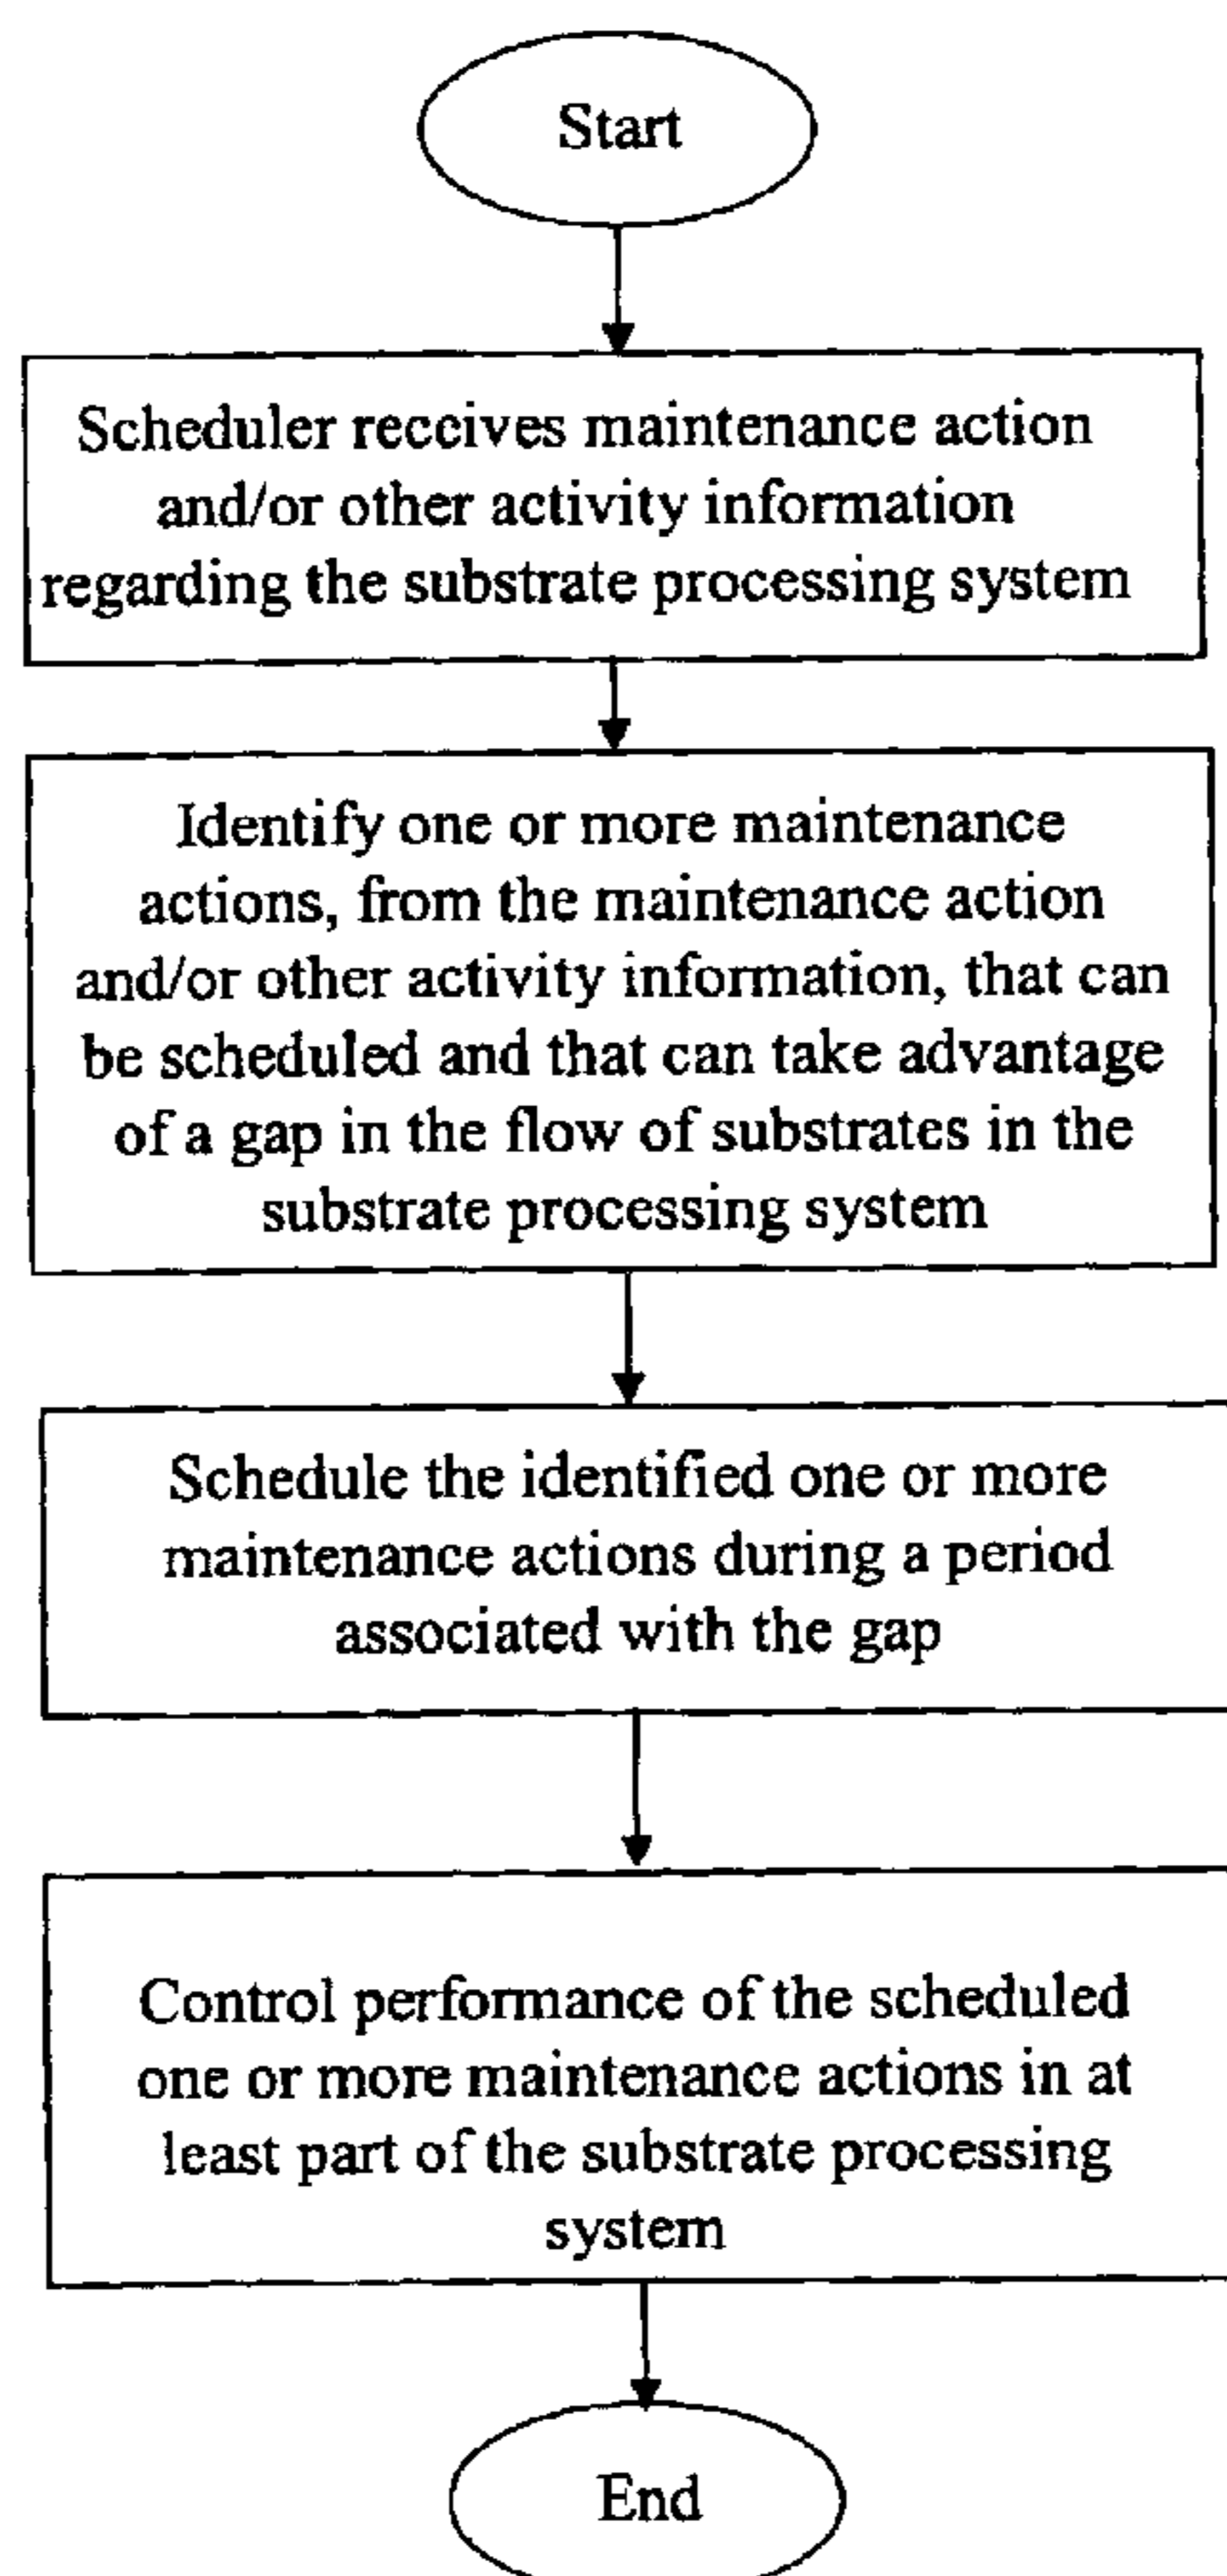 Start
Scheduler receives maintenance action
and/or other activity information
regarding the substrate processing system
Identify one or more maintenance
actions, from the maintenance action
and/or other activity information, that can
be scheduled and that can take advantage
of a gap in the flow of substrates in the
substrate processing system
Schedule the identified one or more
maintenance actions during a period
associated with the gap
Control performance of the scheduled
one or more maintenance actions in at
least part of the substrate processing
system
End